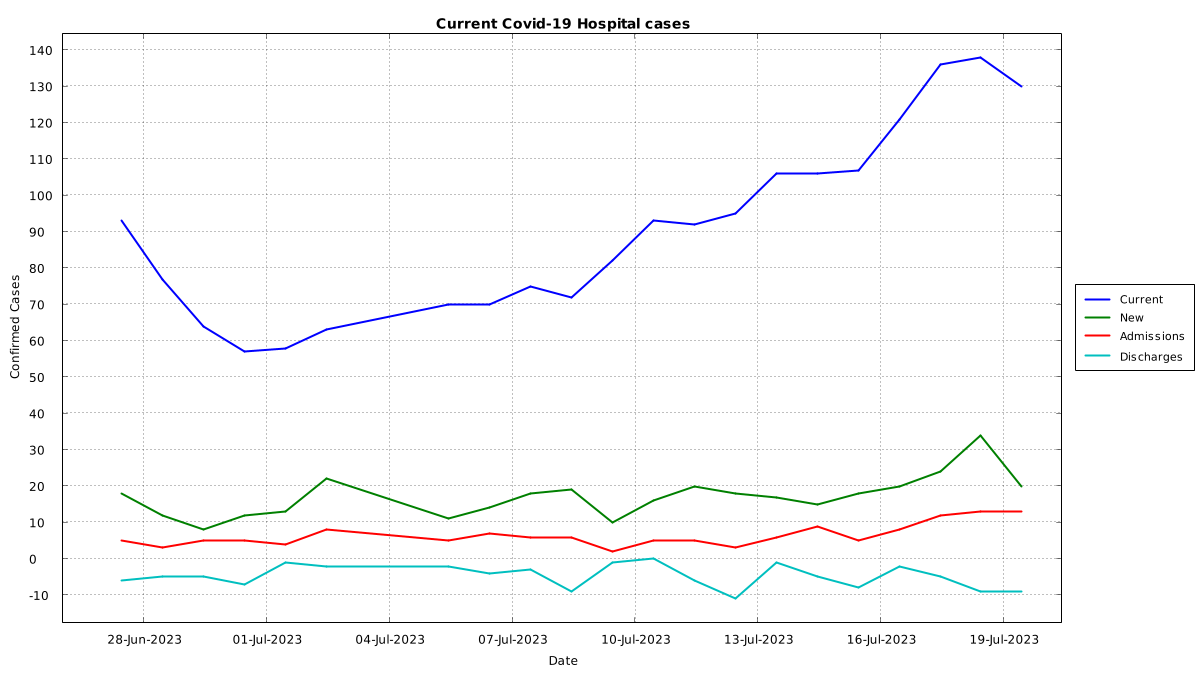 Current Covid-19 Hospital cases
140
130
120
110
100
90
80
70
60
50
40
30
20
10
0
-10
Confirmed Cases
28-Jun-2023 01-Jul-2023 04-Jul-2023 07-Jul-2023 10-Jul-2023 13-Jul-2023 16-Jul-2023 19-Jul-2023
Date
Current
New
Admissions
Discharges